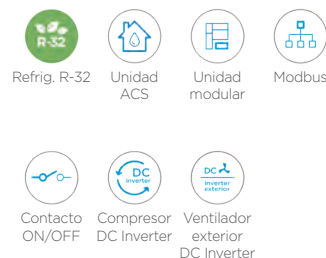 R-32
Refrig. R-32
Unidad
ACS
Unidad
modular
Modbus
Contacto
ON/OFF
DC
inverter
Compresor
DC Inverter
DC
inverter
exterior
Ventilador
exterior
DC Inverter